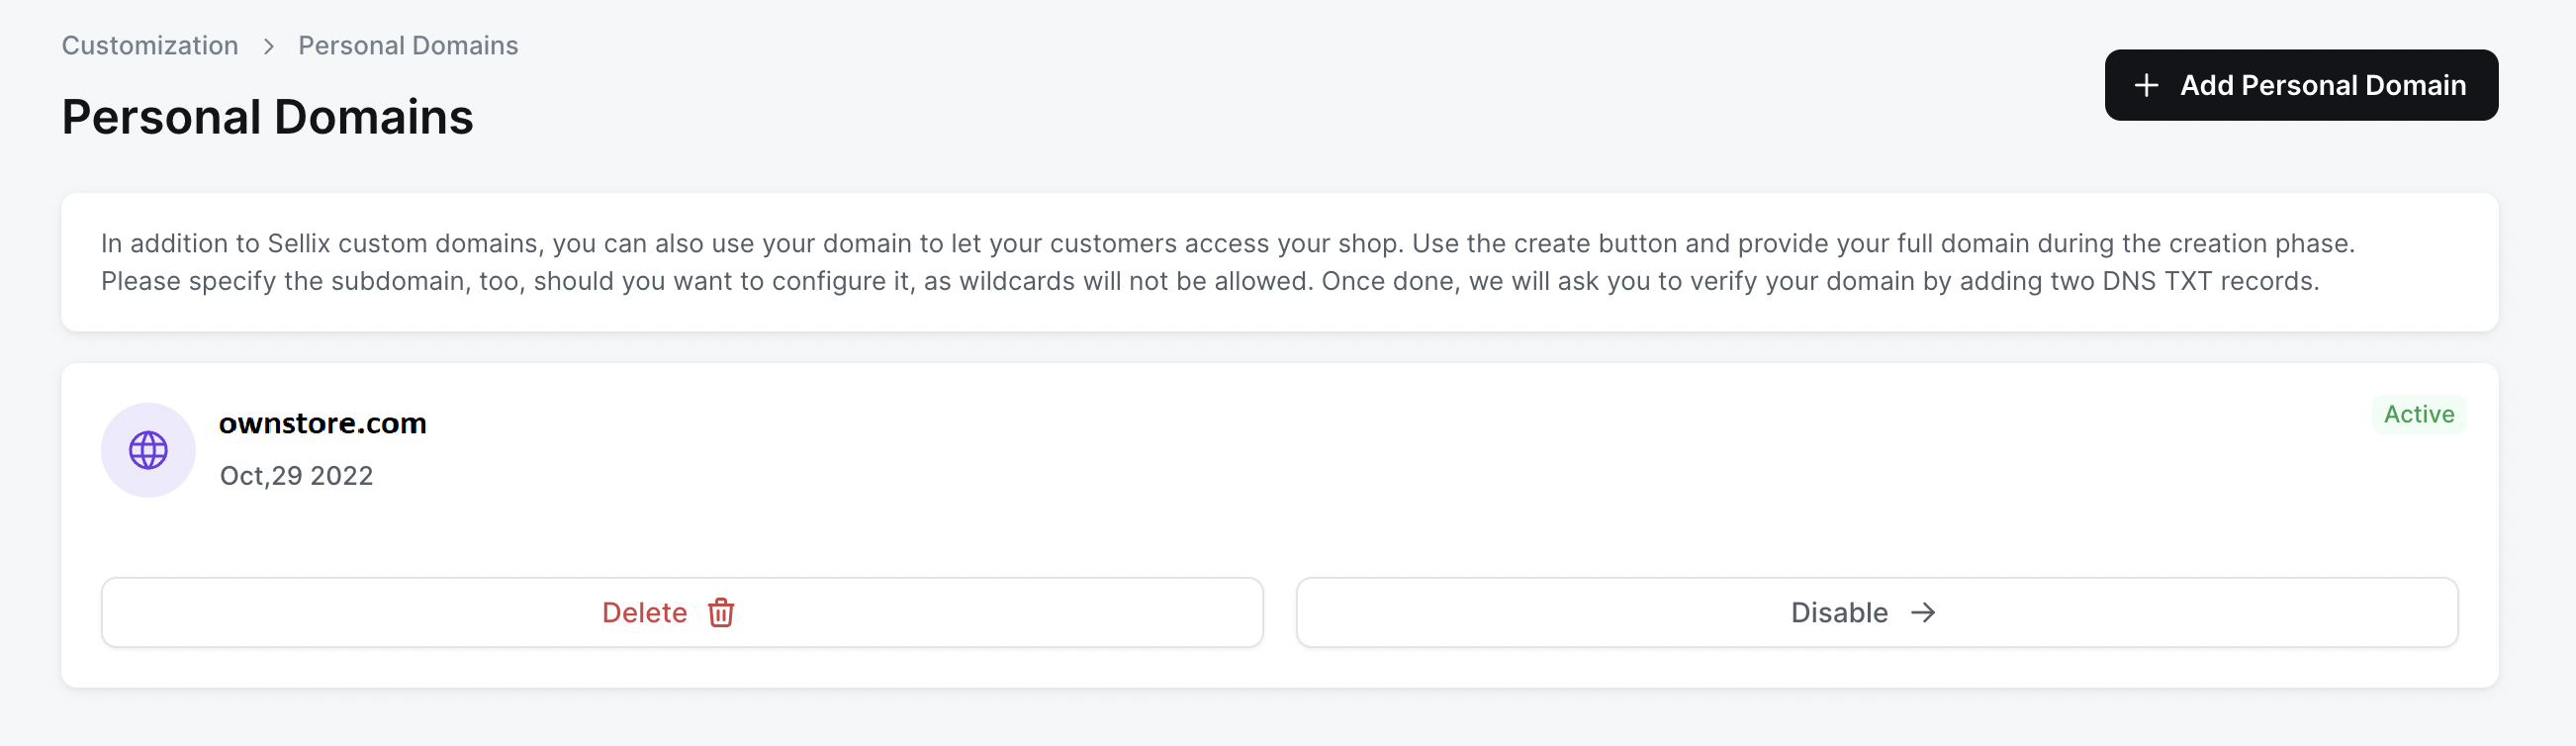 Customization > Personal Domains
Personal Domains
+ Add Personal Domain
In addition to Sellix custom domains, you can also use your domain to let your customers access your shop. Use the create button and provide your full domain during the creation phase.
Please specify the subdomain, too, should you want to configure it, as wildcards will not be allowed. Once done, we will ask you to verify your domain by adding two DNS TXT records.
ownstore.com
Active
Oct,29 2022
Delete
Disable →